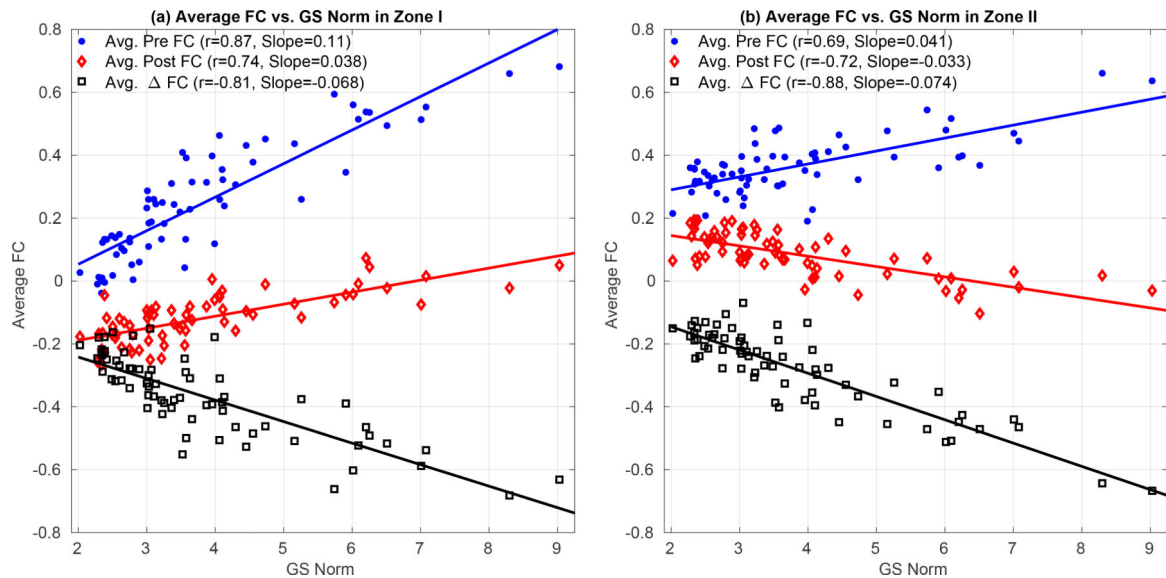 (a) Average FC vs. GS Norm in Zone I
Avg. Pre FC (r=0.87, Slope=0.11)
Avg. Post FC (r=0.74, Slope=0.038)
Avg. Δ FC (r=-0.81, Slope=-0.068)
0.8
0.6
0.4
0.2
0
-0.2
-0.4
-0.6
-0.8
Average FC
2 3 4 5 6 7 8 9
GS Norm
(b) Average FC vs. GS Norm in Zone II
Avg. Pre FC (r=0.69, Slope=0.041)
Avg. Post FC (r=-0.72, Slope=-0.033)
Avg. Δ FC (r=-0.88, Slope=-0.074)
0.8
0.6
0.4
0.2
0
-0.2
-0.4
-0.6
-0.8
Average FC
2 3 4 5 6 7 8 9
GS Norm